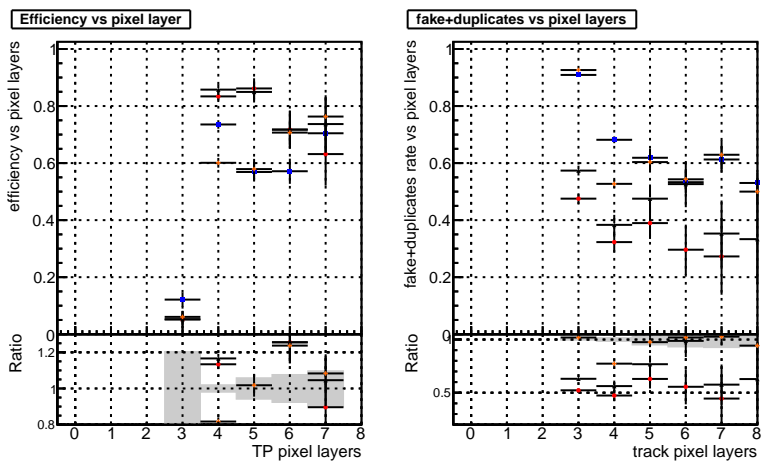 Efficiency vs pixel layer
efficiency vs pixel layers
1
0.8
0.6
0.4
0.2
0
Ratio
1.2
1
0.8
0 1 2 3 4 5 6 7 8
TP pixel layers
fake+duplicates vs pixel layers
fake+duplicates rate vs pixel layers
1
0.8
0.6
0.4
0.2
Ratio
0.5
0 1 2 3 4 5 6 7 8
track pixel layers